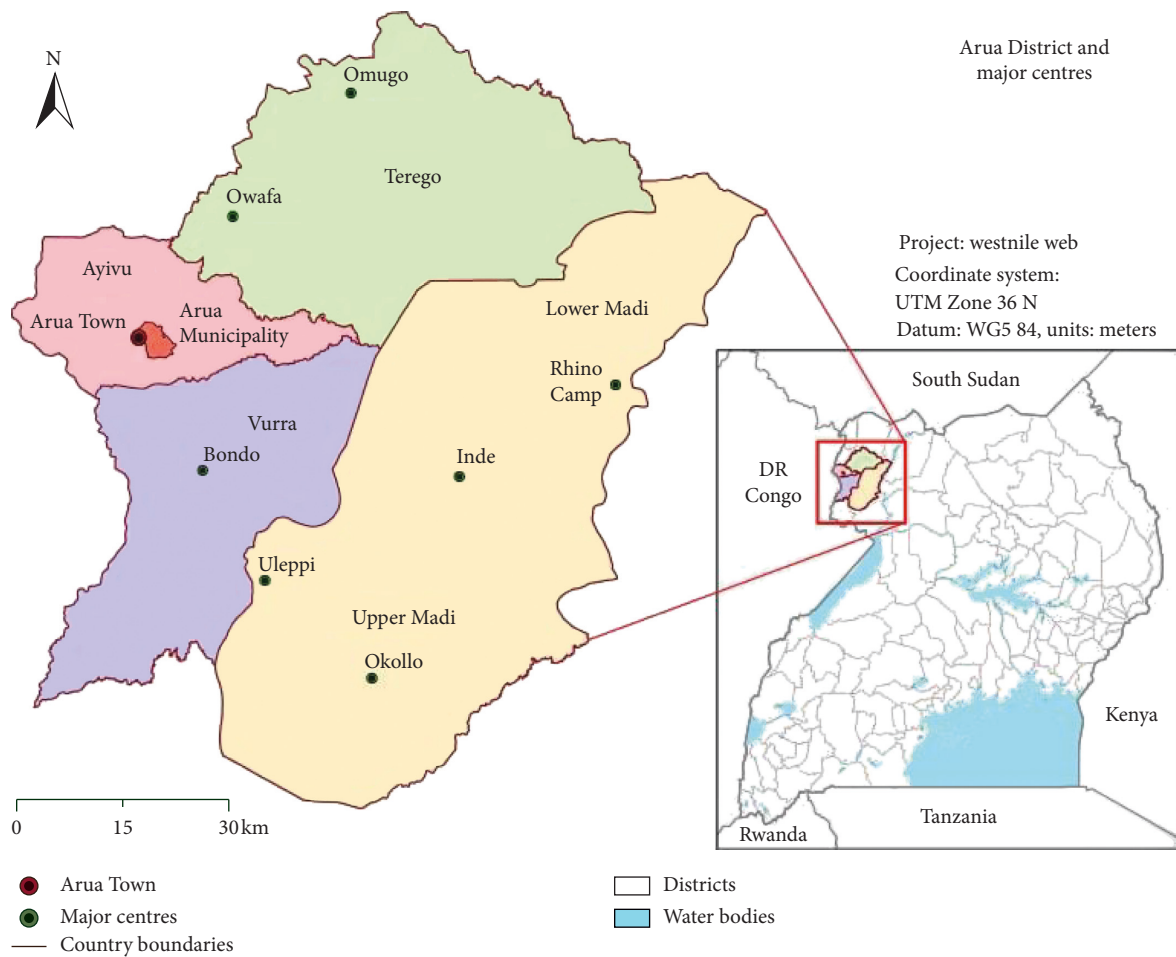 Arua District and
major centres
N
Omugo
Terego
Owafa
Ayivu
Arua Town
Arua
Municipality
Lower Madi
Rhino
Camp
Vurra
Bondo
Inde
Uleppi
Upper Madi
Okollo
Project: westnile web
Coordinate system:
UTM Zone 36 N
Datum: WG5 84, units: meters
South Sudan
DR
Congo
Kenya
Tanzania
Rwanda
0 15 30 km
Arua Town
Major centres
Country boundaries
Districts
Water bodies